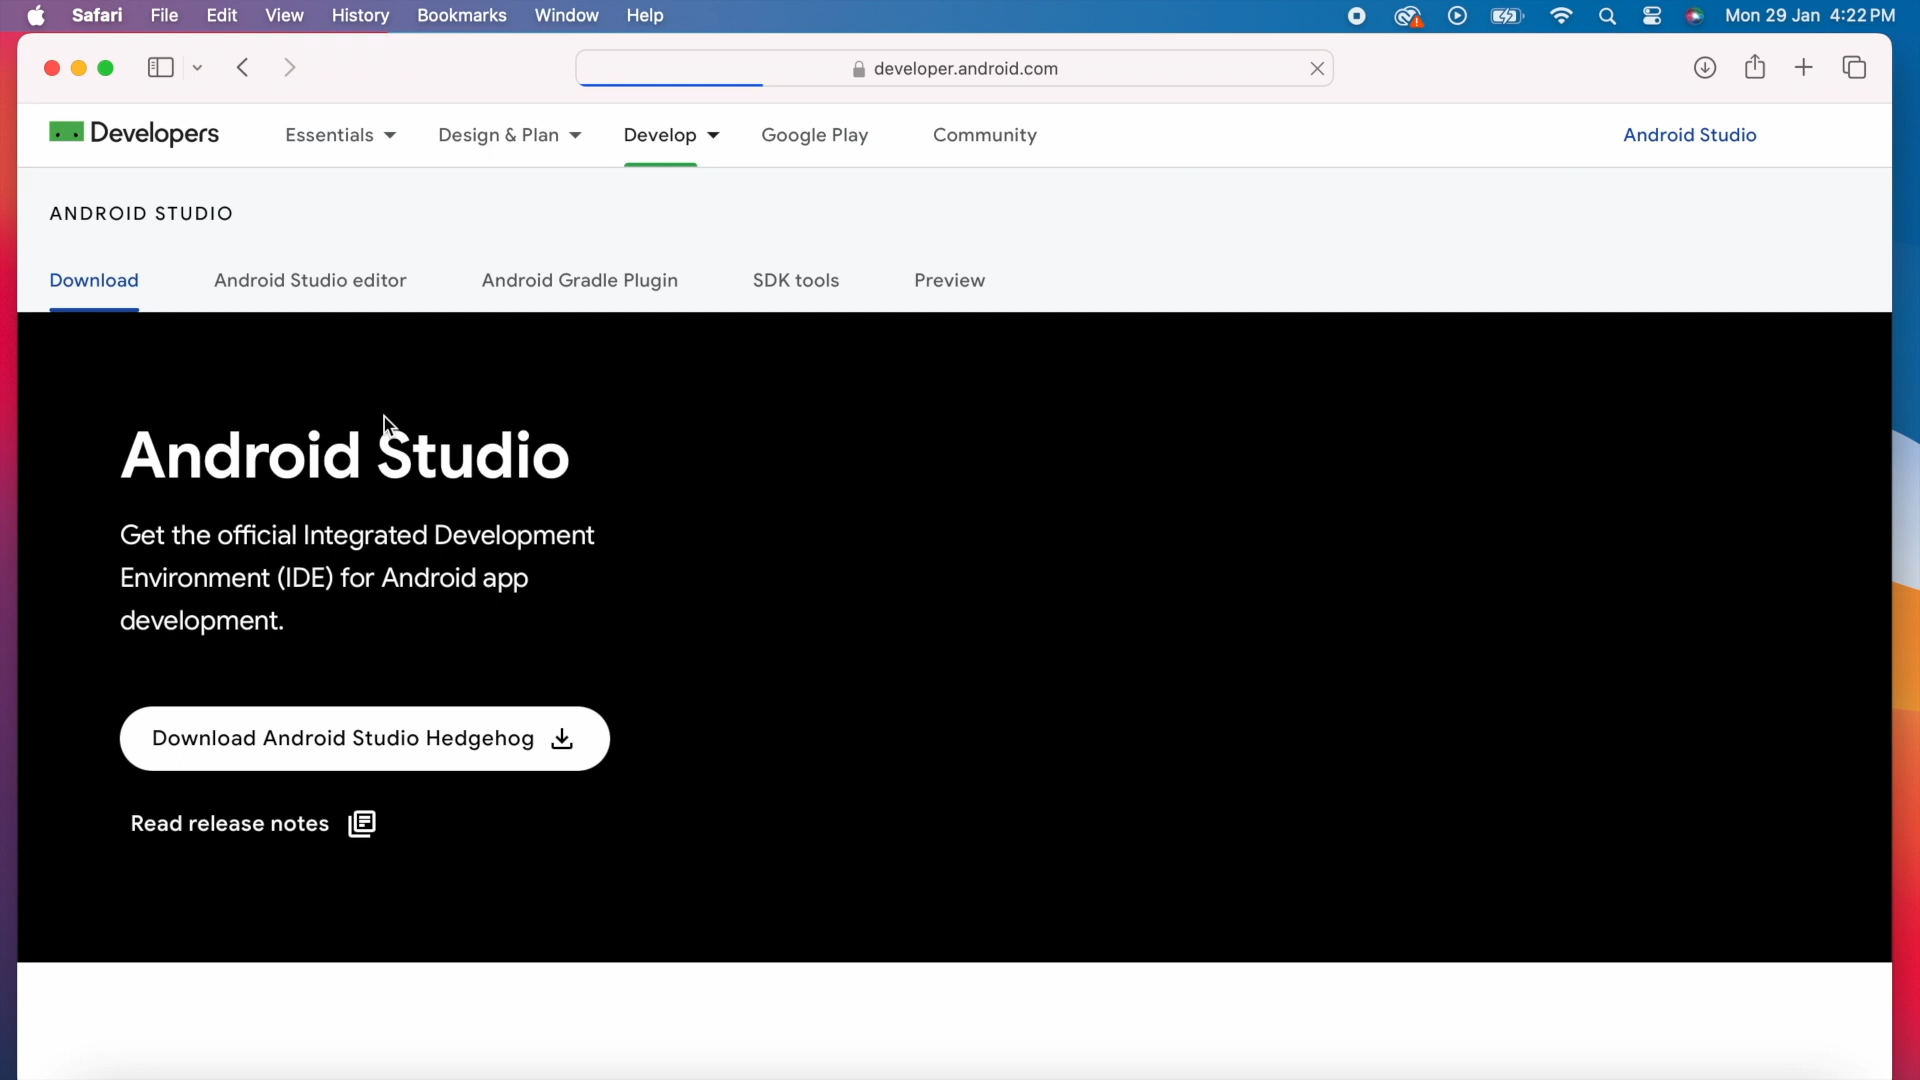 Safari File Edit View History Bookmarks Window Help Mon 29 Jan 4:22 PM
developer.android.com
Developers Essentials Design & Plan Develop Google Play Community Android Studio
ANDROID STUDIO
Download Android Studio editor Android Gradle Plugin SDK tools Preview
Android Studio
Get the official Integrated Development
Environment (IDE) for Android app
development.
Download Android Studio Hedgehog
Read release notes